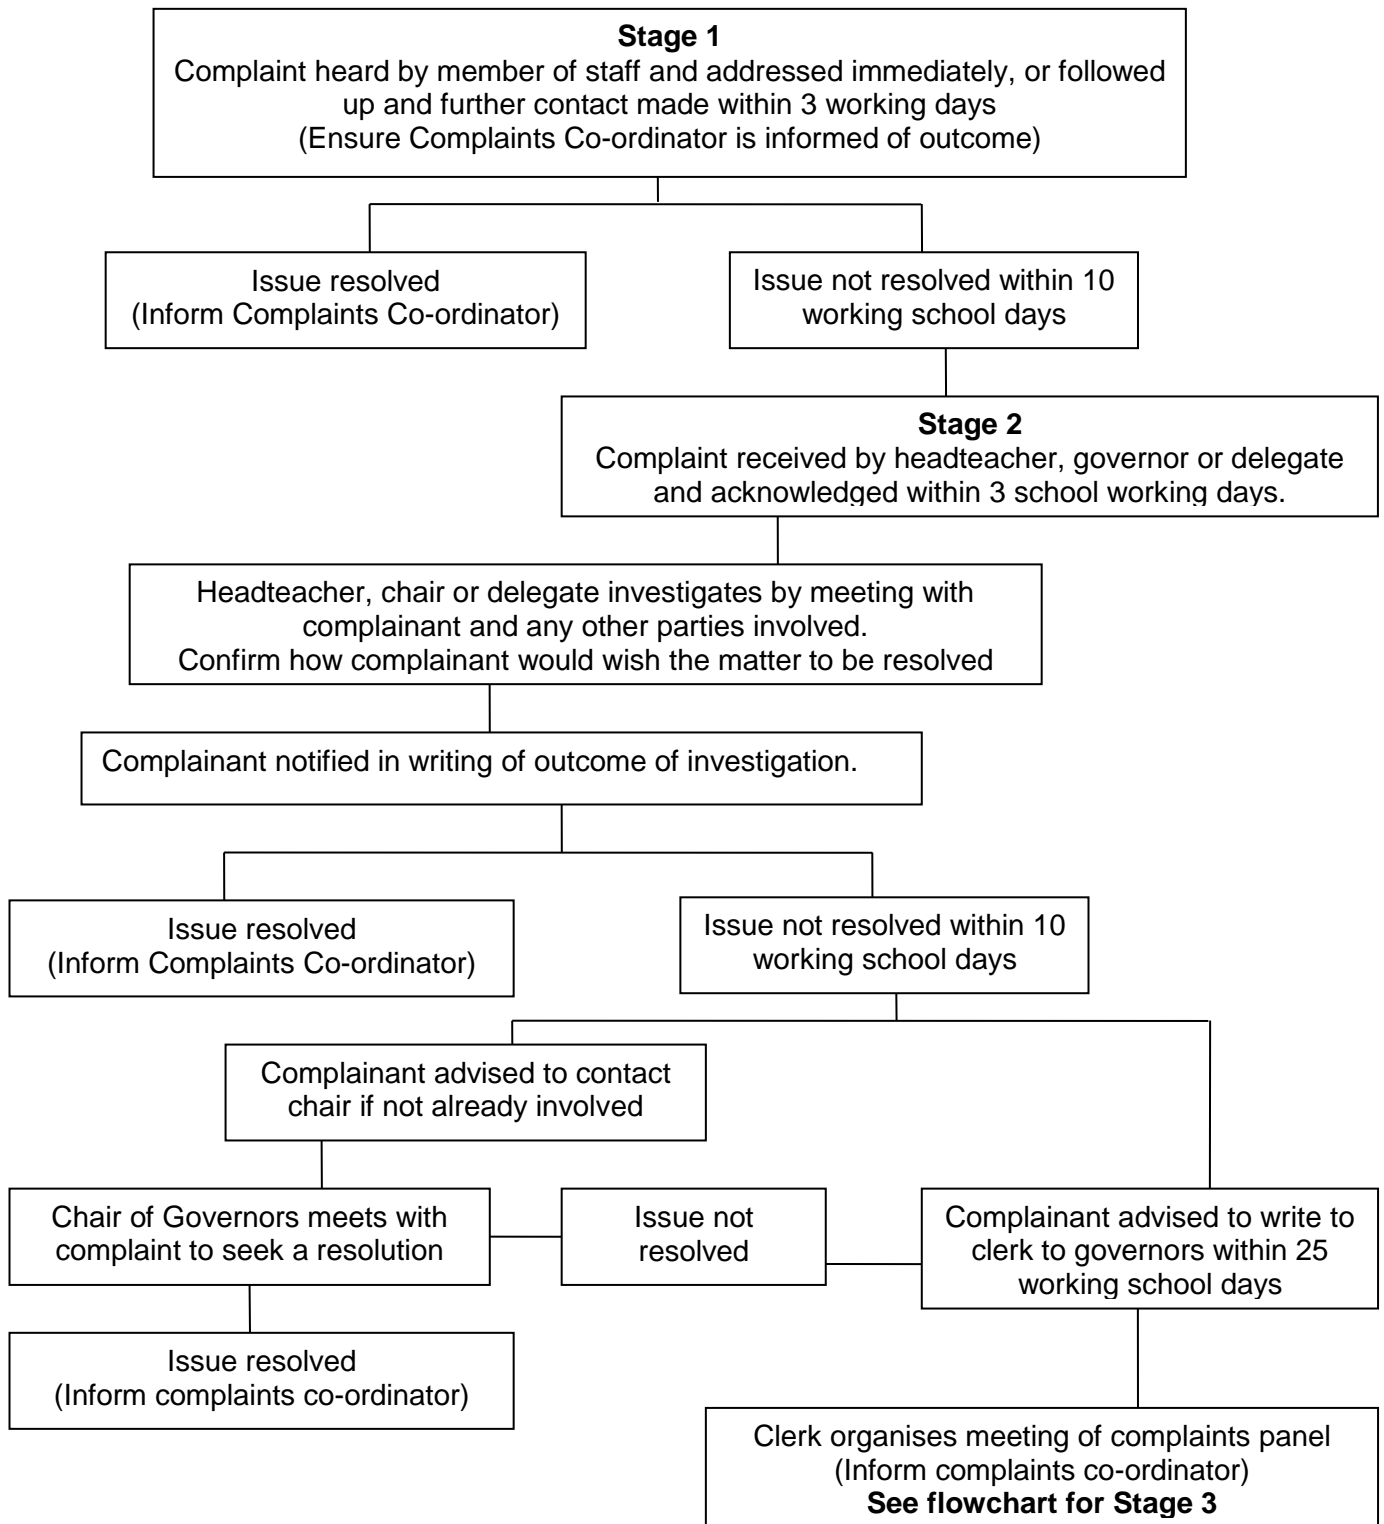 Stage 1
Complaint heard by member of staff and addressed immediately, or followed
up and further contact made within 3 working days
(Ensure Complaints Co-ordinator is informed of outcome)
Issue resolved
(Inform Complaints Co-ordinator)
Issue not resolved within 10
working school days
Stage 2
Complaint received by headteacher, governor or delegate
and acknowledged within 3 school working days.
Headteacher, chair or delegate investigates by meeting with
complainant and any other parties involved.
Confirm how complainant would wish the matter to be resolved
Complainant notified in writing of outcome of investigation.
Issue resolved
(Inform Complaints Co-ordinator)
Issue not resolved within 10
working school days
Complainant advised to contact
chair if not already involved
Chair of Governors meets with
complaint to seek a resolution
Issue not
resolved
Complainant advised to write to
clerk to governors within 25
working school days
Issue resolved
(Inform complaints co-ordinator)
Clerk organises meeting of complaints panel
(Inform complaints co-ordinator)
See flowchart for Stage 3